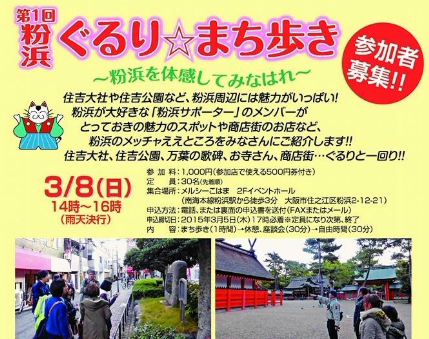 第1回
粉浜
ぐるり☆まち歩き
参加者
募集!!
～粉浜を体感してみなはれ～
住吉大社や住吉公園など、粉浜周辺には魅力がいっぱい!
粉浜が大好きな「粉浜サポーター」のメンバーが
とっておきの魅力のスポットや商店街のお店など、
粉浜のメッチャええところをみなさんにご紹介します!!
住吉大社、住吉公園、万葉の歌碑、お寺さん、商店街…ぐるりと一回り!!
3/8(日)
14時～16時
(雨天決行)
参加料:1,000円(参加店で使える500円券付き)
定員:30名(先着順)
集合場所:メルシーこはま 2Fイベントホール
(南海本線粉浜駅から徒歩3分 大阪市住之江区粉浜2-12-21)
申込方法:電話、または裏面の申込書を送付(FAXまたはメール)
申込締切日:2015年3月5日(木)17時必着※定員になり次第、終了
内容:まち歩き(1時間)→休憩、座談会(30分)→自由時間(30分)